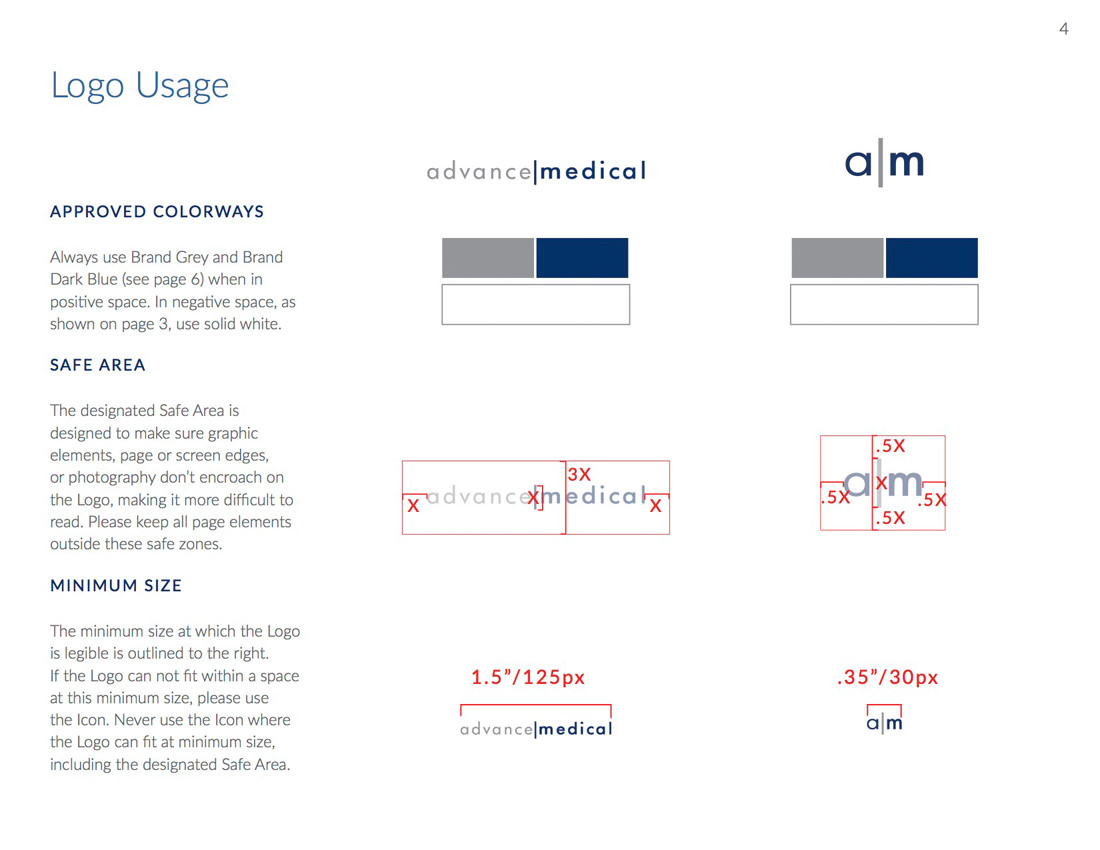 4
Logo Usage
advance|medical
a|m
APPROVED COLORWAYS
Always use Brand Grey and Brand
Dark Blue (see page 6) when in
positive space. In negative space, as
shown on page 3, use solid white.
SAFE AREA
The designated Safe Area is
designed to make sure graphic
elements, page or screen edges,
or photography don't encroach on
the Logo, making it more difficult to
read. Please keep all page elements
outside these safe zones.
3X
X advance X |medical X
.5X
.5X a X |m .5X
.5X
MINIMUM SIZE
The minimum size at which the Logo
is legible is outlined to the right.
If the Logo can not fit within a space
at this minimum size, please use
the Icon. Never use the Icon where
the Logo can fit at minimum size,
including the designated Safe Area.
1.5”/125px
advance|medical
.35”/30px
a|m